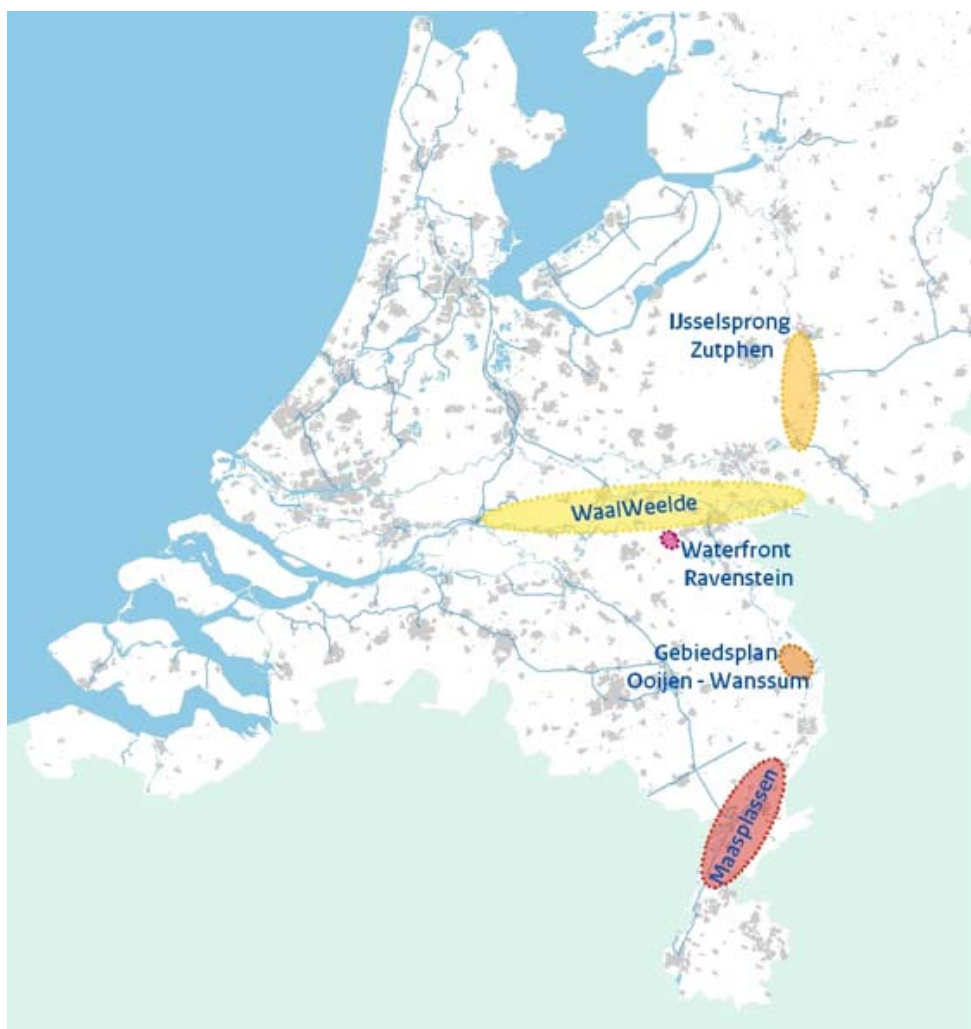 IJsselsprong
Zutphen
WaalWeelde
Waterfront
Ravenstein
Gebiedsplan
Ooijen - Wanssum
Maasplassen